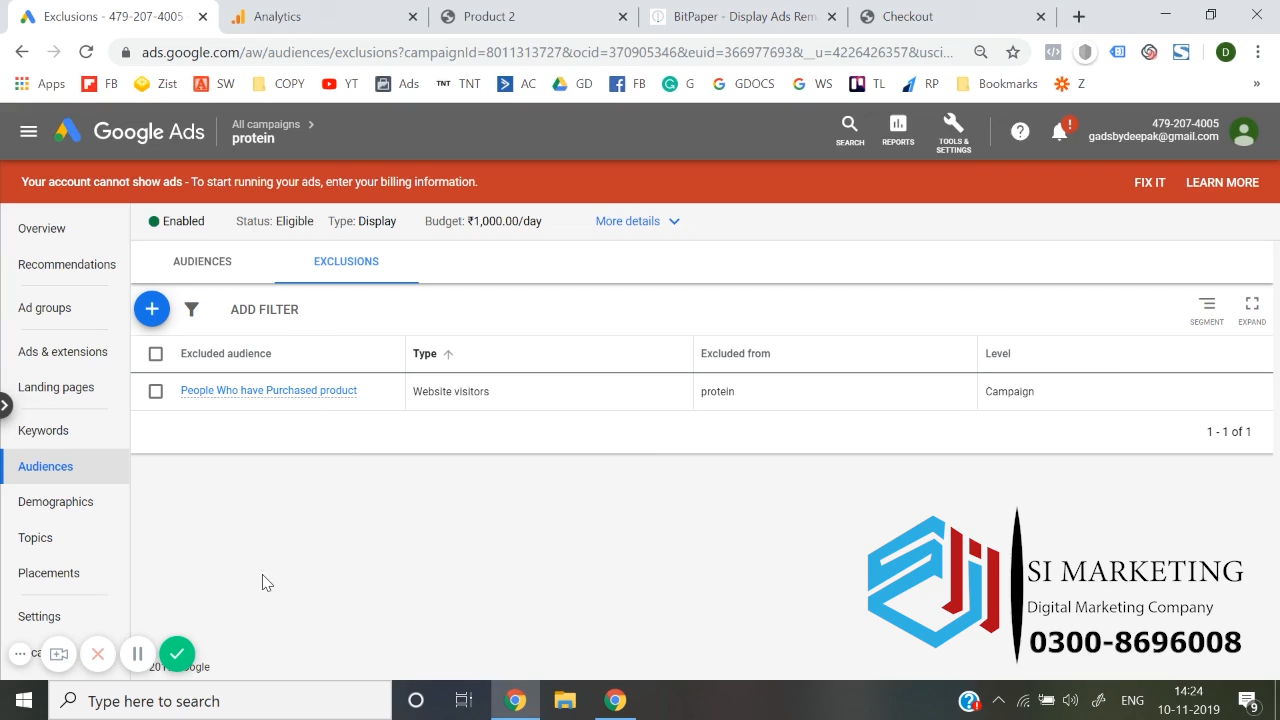 Exclusions - 479-207-4005
Analytics
Product 2
BitPaper - Display Ads Rem
Checkout
ads.google.com/aw/audiences/exclusions?campaignId=8011313727&ocid=370905346&euid=366977693&__u=4226426357&usci...
Apps
FB
Zist
SW
COPY
YT
Ads
TNT
TNT
AC
GD
FB
G
GDOCS
WS
TL
RP
Bookmarks
Z
Google Ads
All campaigns
protein
SEARCH
REPORTS
TOOLS &
SETTINGS
479-207-4005
gadsbydeepak@gmail.com
Your account cannot show ads - To start running your ads, enter your billing information.
FIX IT
LEARN MORE
Overview
Recommendations
Ad groups
Ads & extensions
Landing pages
Keywords
Audiences
Demographics
Topics
Placements
Settings
Enabled
Status: Eligible
Type: Display
Budget: ₹1,000.00/day
More details
AUDIENCES
EXCLUSIONS
ADD FILTER
SEGMENT
EXPAND
Excluded audience
Type
Excluded from
Level
People Who have Purchased product
Website visitors
protein
Campaign
1 - 1 of 1
SI MARKETING
Digital Marketing Company
0300-8696008
Type here to search
ENG
14:24
10-11-2019
9